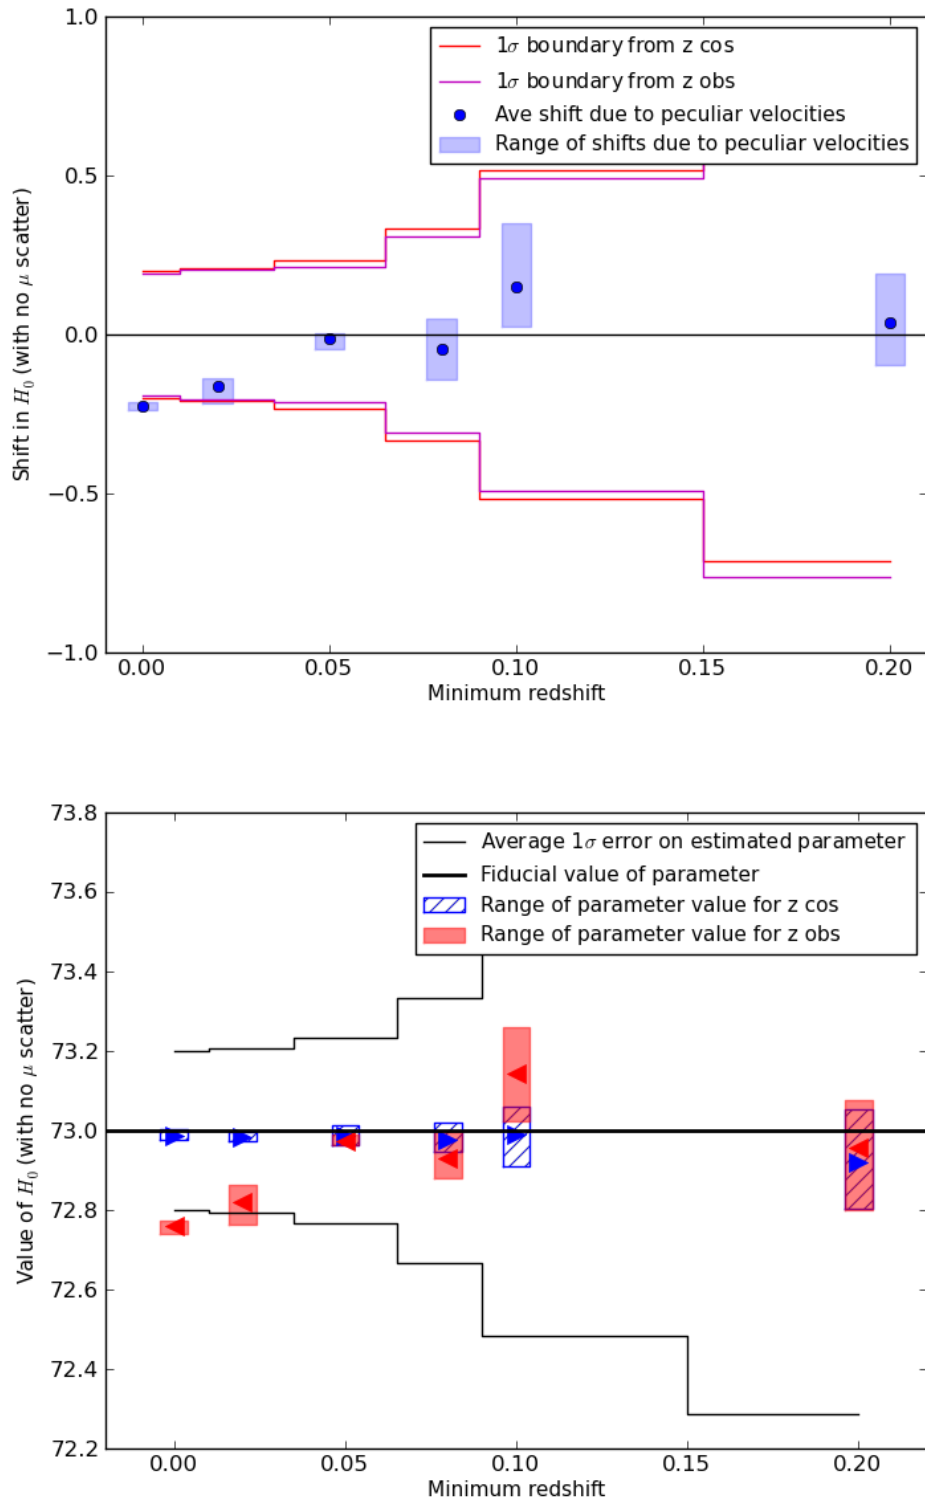 1.0
0.5
0.0
−0.5
−1.0
Shift in H₀ (with no μ scatter)
1σ boundary from z cos
1σ boundary from z obs
Ave shift due to peculiar velocities
Range of shifts due to peculiar velocities
0.00 0.05 0.10 0.15 0.20
Minimum redshift
73.8
73.6
73.4
73.2
73.0
72.8
72.6
72.4
72.2
Value of H₀ (with no μ scatter)
Average 1σ error on estimated parameter
Fiducial value of parameter
Range of parameter value for z cos
Range of parameter value for z obs
0.00 0.05 0.10 0.15 0.20
Minimum redshift